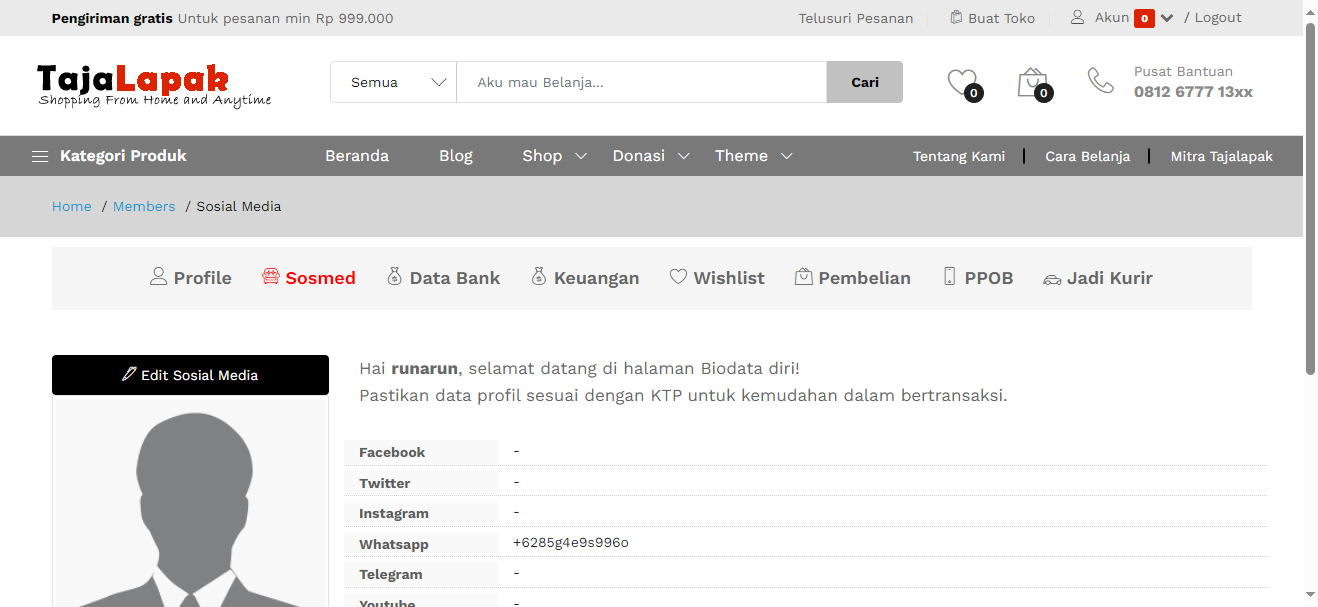 Pengiriman gratis Untuk pesanan min Rp 999.000
Telusuri Pesanan
Buat Toko
Akun 0 / Logout
TajaLapak
Shopping From Home and Anytime
Semua
Aku mau Belanja...
Cari
0
0
Pusat Bantuan
0812 6777 13xx
Kategori Produk
Beranda
Blog
Shop
Donasi
Theme
Tentang Kami
Cara Belanja
Mitra Tajalapak
Home / Members / Sosial Media
Profile
Sosmed
Data Bank
Keuangan
Wishlist
Pembelian
PPOB
Jadi Kurir
Edit Sosial Media
Hai runarun, selamat datang di halaman Biodata diri!
Pastikan data profil sesuai dengan KTP untuk kemudahan dalam bertransaksi.
Facebook -
Twitter -
Instagram -
Whatsapp +6285g4e9s996o
Telegram -
Youtube -